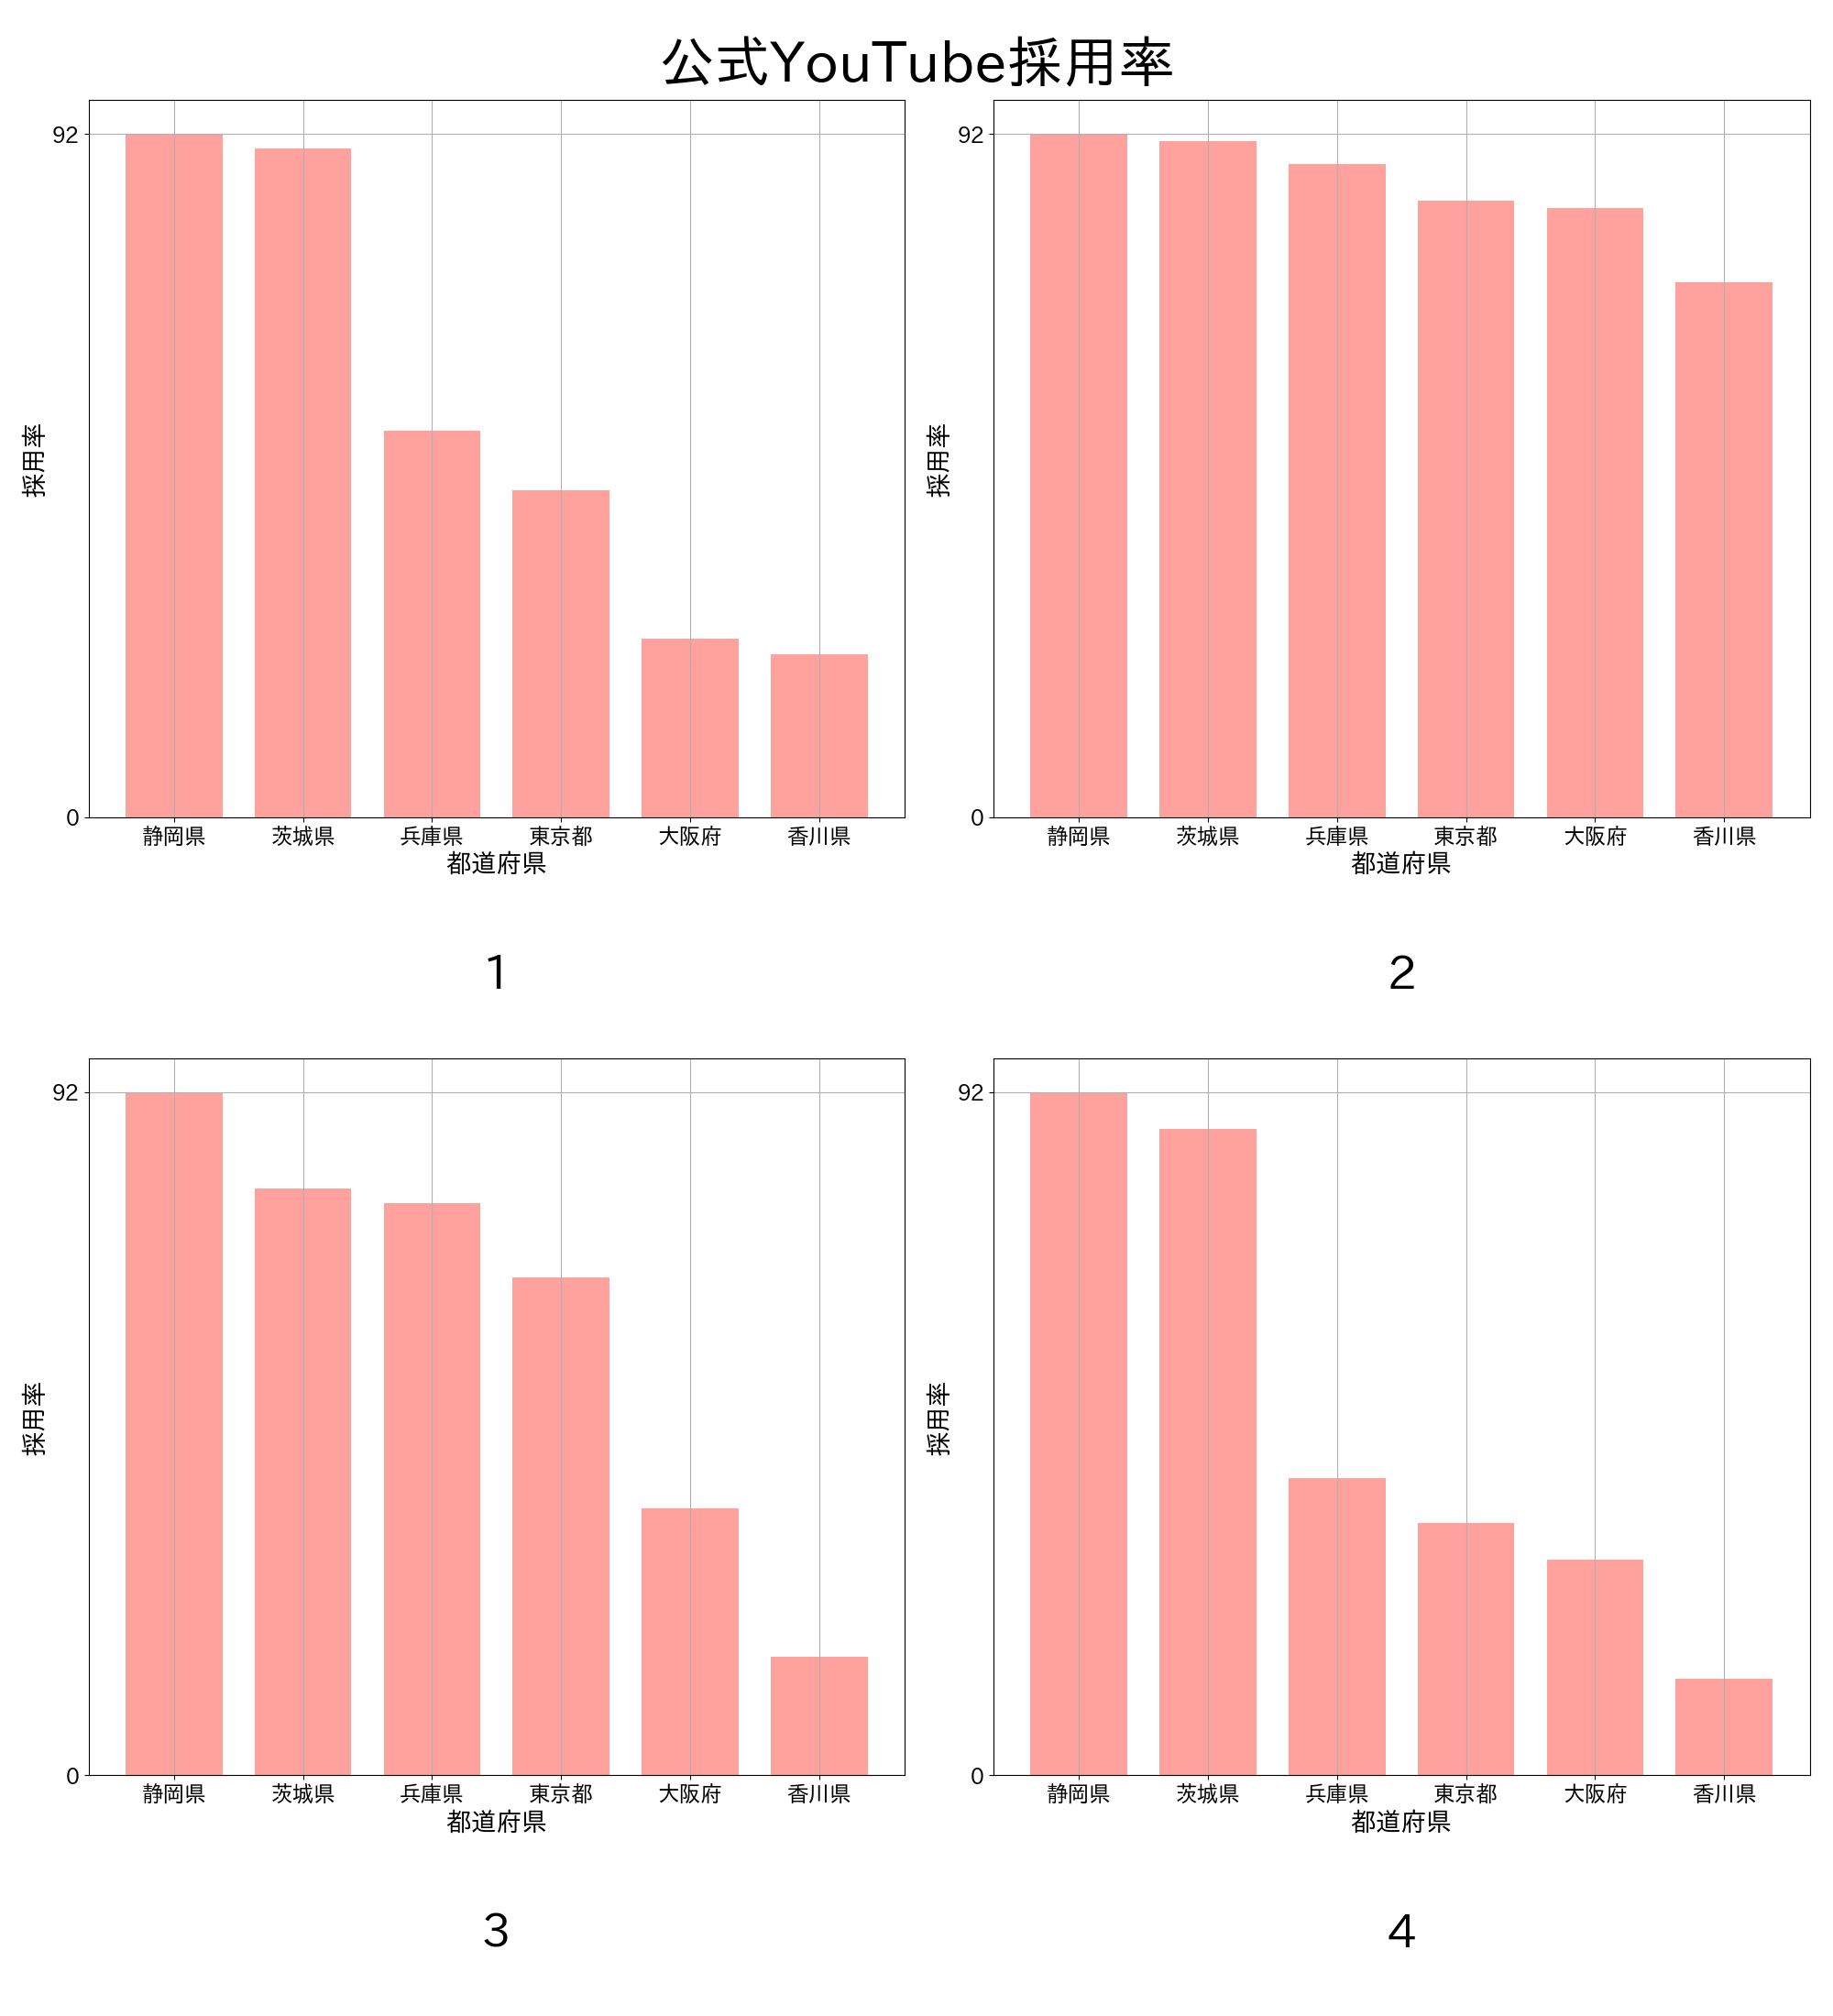 公式YouTube採用率
92
0
採用率
静岡県 茨城県 兵庫県 東京都 大阪府 香川県
都道府県
1
92
0
採用率
静岡県 茨城県 兵庫県 東京都 大阪府 香川県
都道府県
2
92
0
採用率
静岡県 茨城県 兵庫県 東京都 大阪府 香川県
都道府県
3
92
0
採用率
静岡県 茨城県 兵庫県 東京都 大阪府 香川県
都道府県
4